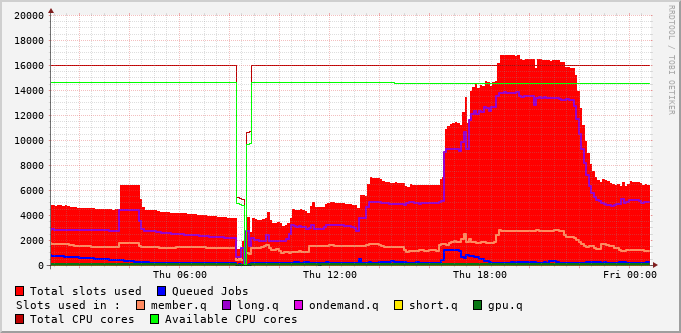 RRDTOOL / TOBI OETIKER
20000
18000
16000
14000
12000
10000
8000
6000
4000
2000
0
Thu 06:00 Thu 12:00 Thu 18:00 Fri 00:00
Total slots used Queued Jobs
Slots used in : member.q long.q ondemand.q short.q gpu.q
Total CPU cores Available CPU cores